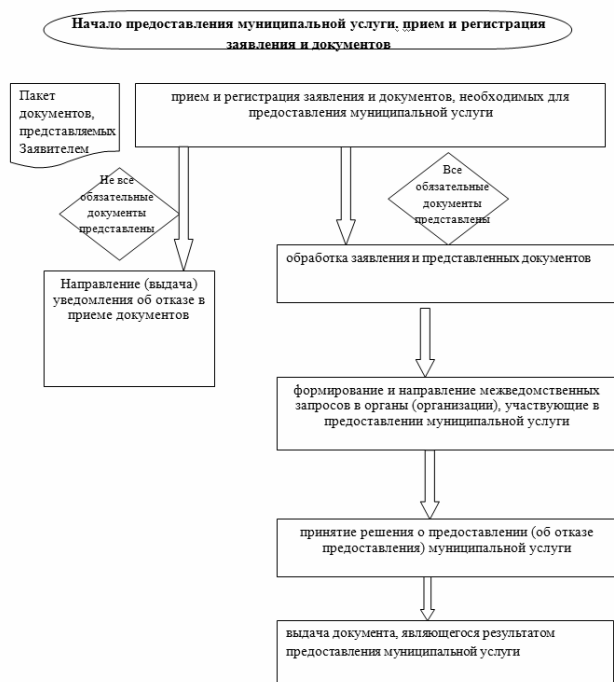 Начало предоставления муниципальной услуги, прием и регистрация
заявления и документов
Пакет
документов,
представляемых
Заявителем
прием и регистрация заявления и документов, необходимых для
предоставления муниципальной услуги
Не все
обязательные
документы
представлены
Все
обязательные
документы
представлены
обработка заявления и представленных документов
Направление (выдача)
уведомления об отказе в
приеме документов
формирование и направление межведомственных
запросов в органы (организации), участвующие в
предоставлении муниципальной услуги
принятие решения о предоставлении (об отказе
предоставления) муниципальной услуги
выдача документа, являющегося результатом
предоставления муниципальной услуги